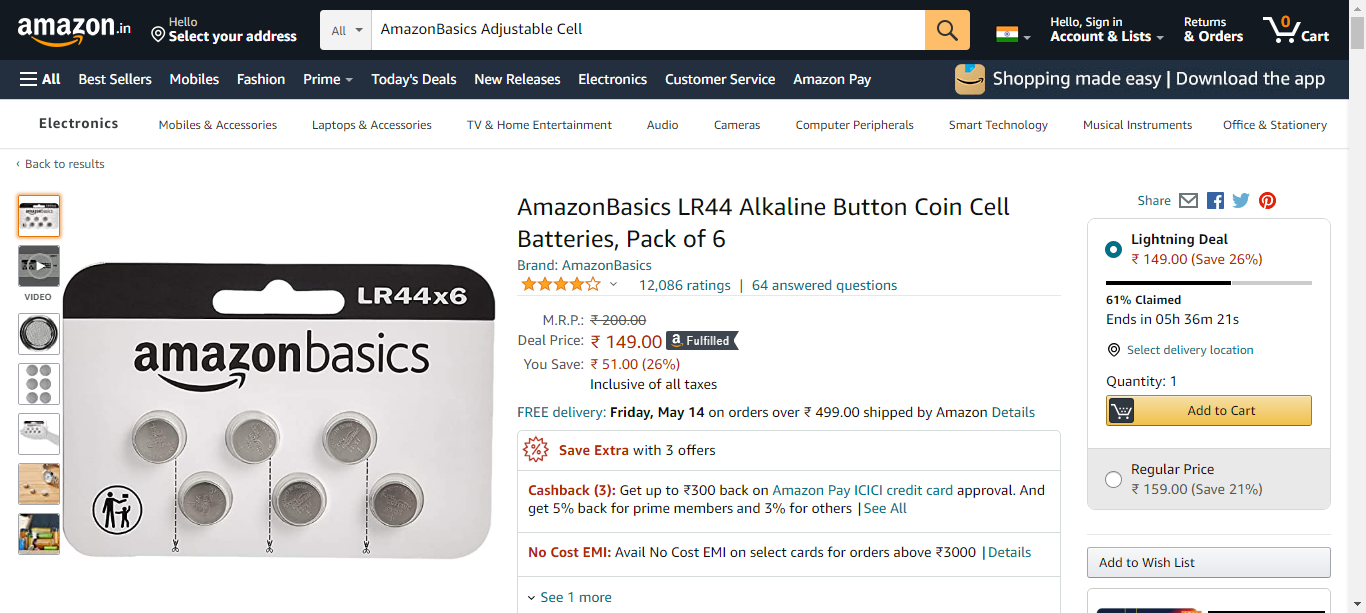 amazon.in
Hello
Select your address
All
AmazonBasics Adjustable Cell
Hello, Sign in
Account & Lists
Returns
& Orders
0
Cart
All
Best Sellers
Mobiles
Fashion
Prime
Today's Deals
New Releases
Electronics
Customer Service
Amazon Pay
Shopping made easy | Download the app
Electronics
Mobiles & Accessories
Laptops & Accessories
TV & Home Entertainment
Audio
Cameras
Computer Peripherals
Smart Technology
Musical Instruments
Office & Stationery
‹ Back to results
VIDEO
LR44x6
amazonbasics
AmazonBasics LR44 Alkaline Button Coin Cell
Batteries, Pack of 6
Brand: AmazonBasics
12,086 ratings | 64 answered questions
M.R.P.: ₹ 200.00
Deal Price: ₹ 149.00 a Fulfilled
You Save: ₹ 51.00 (26%)
Inclusive of all taxes
FREE delivery: Friday, May 14 on orders over ₹ 499.00 shipped by Amazon Details
Save Extra with 3 offers
Cashback (3): Get up to ₹300 back on Amazon Pay ICICI credit card approval. And
get 5% back for prime members and 3% for others | See All
No Cost EMI: Avail No Cost EMI on select cards for orders above ₹3000 | Details
See 1 more
Share
Lightning Deal
₹ 149.00 (Save 26%)
61% Claimed
Ends in 05h 36m 21s
Select delivery location
Quantity: 1
Add to Cart
Regular Price
₹ 159.00 (Save 21%)
Add to Wish List